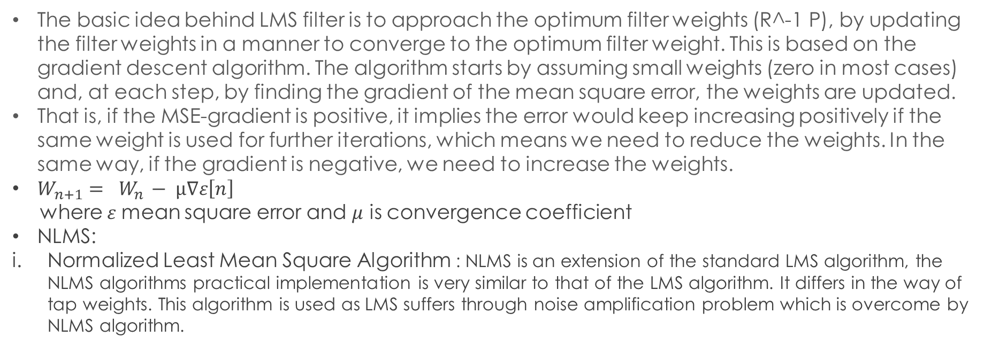 • The basic idea behind LMS filter is to approach the optimum filter weights (R^-1 P), by updating
the filter weights in a manner to converge to the optimum filter weight. This is based on the
gradient descent algorithm. The algorithm starts by assuming small weights (zero in most cases)
and, at each step, by finding the gradient of the mean square error, the weights are updated.
• That is, if the MSE-gradient is positive, it implies the error would keep increasing positively if the
same weight is used for further iterations, which means we need to reduce the weights. In the
same way, if the gradient is negative, we need to increase the weights.
• Wₙ₊₁ = Wₙ − μ∇ε[n]
where ε mean square error and μ is convergence coefficient
• NLMS:
i. Normalized Least Mean Square Algorithm : NLMS is an extension of the standard LMS algorithm, the
NLMS algorithms practical implementation is very similar to that of the LMS algorithm. It differs in the way of
tap weights. This algorithm is used as LMS suffers through noise amplification problem which is overcome by
NLMS algorithm.